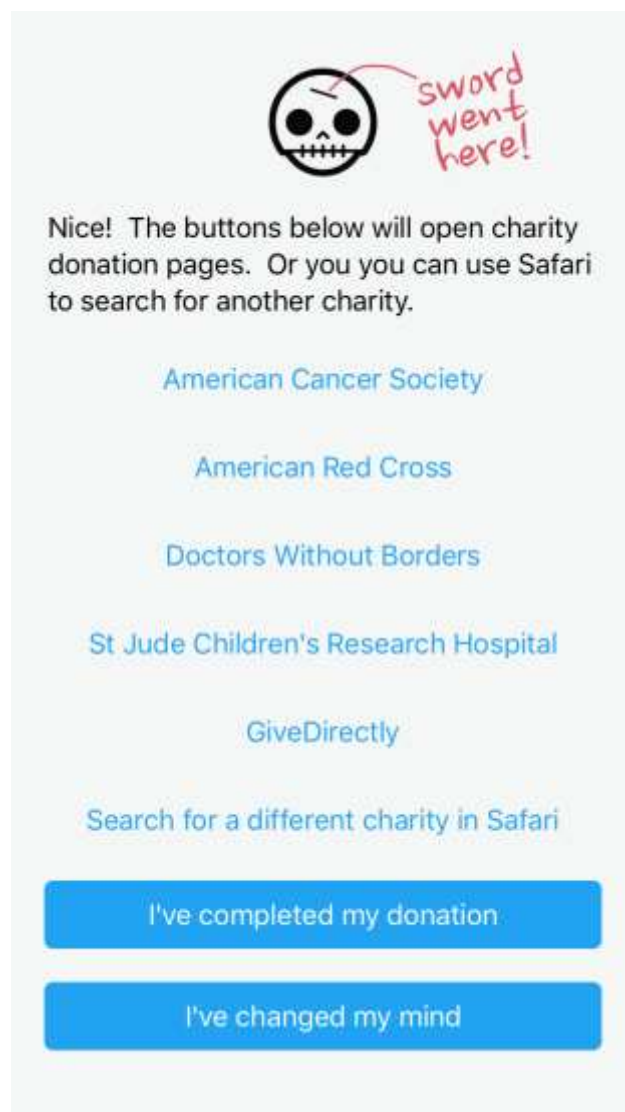 sword
went
here!
Nice!  The buttons below will open charity
donation pages.  Or you you can use Safari
to search for another charity.
American Cancer Society
American Red Cross
Doctors Without Borders
St Jude Children's Research Hospital
GiveDirectly
Search for a different charity in Safari
I've completed my donation
I've changed my mind